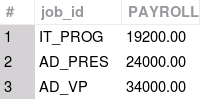 # job_id PAYROLL
1 IT_PROG 19200.00
2 AD_PRES 24000.00
3 AD_VP 34000.00